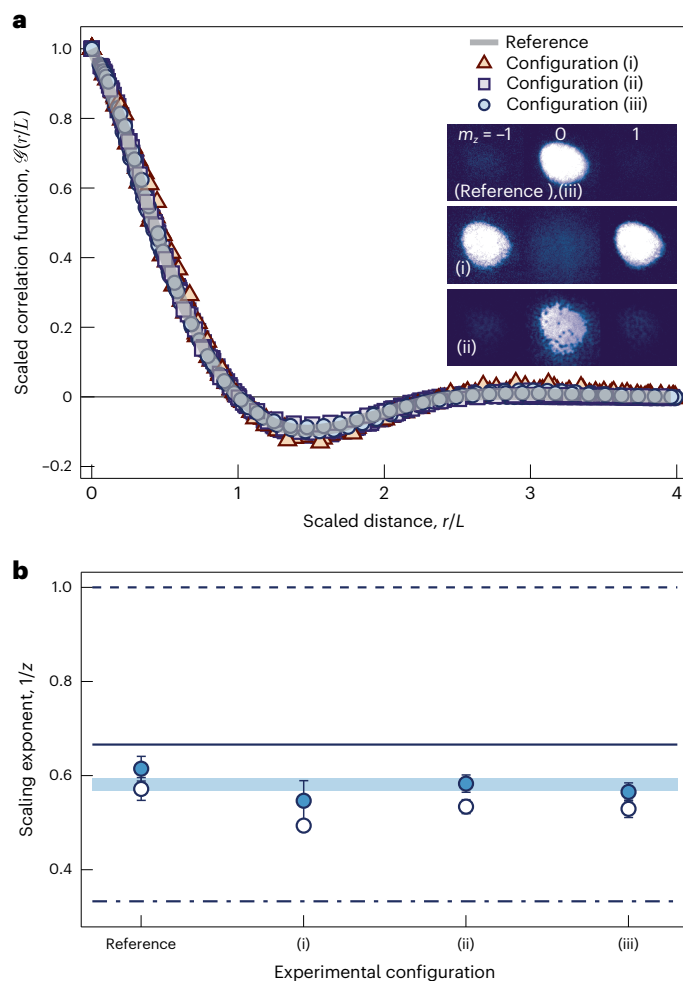 a
Reference
Configuration (i)
Configuration (ii)
Configuration (iii)
m_z = –1 0 1
(Reference ),(iii)
(i)
(ii)
1.0
0.8
0.6
0.4
0.2
0
–0.2
Scaled correlation function, 𝒢(r/L)
0 1 2 3 4
Scaled distance, r/L
b
1.0
0.8
0.6
0.4
Scaling exponent, 1/z
Reference (i) (ii) (iii)
Experimental configuration